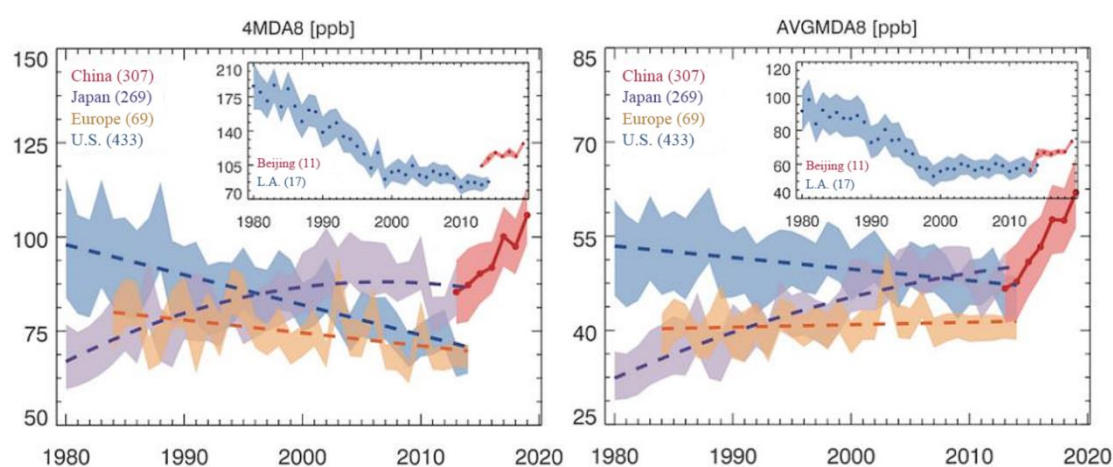 4MDA8 [ppb]
150
125
100
75
50
1980
1990
2000
2010
2020
China (307)
Japan (269)
Europe (69)
U.S. (433)
210
175
140
105
70
1980
1990
2000
2010
Beijing (11)
L.A. (17)
AVGMDA8 [ppb]
85
70
55
40
25
1980
1990
2000
2010
2020
China (307)
Japan (269)
Europe (69)
U.S. (433)
120
100
80
60
40
1980
1990
2000
2010
Beijing (11)
L.A. (17)